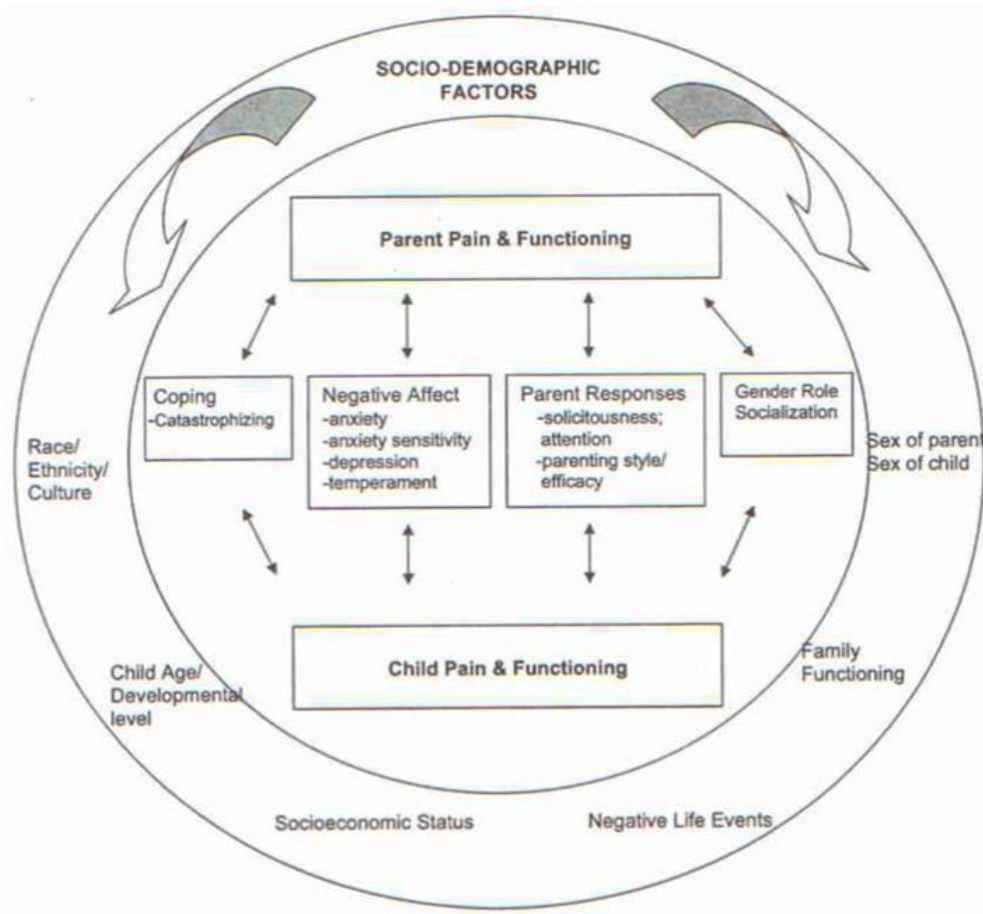 SOCIO-DEMOGRAPHIC
FACTORS
Parent Pain & Functioning
Coping
-Catastrophizing
Negative Affect
-anxiety
-anxiety sensitivity
-depression
-temperament
Parent Responses
-solicitousness;
attention
-parenting style/
efficacy
Gender Role
Socialization
Race/
Ethnicity/
Culture
Sex of parent
Sex of child
Child Pain & Functioning
Child Age/
Developmental
level
Family
Functioning
Socioeconomic Status
Negative Life Events